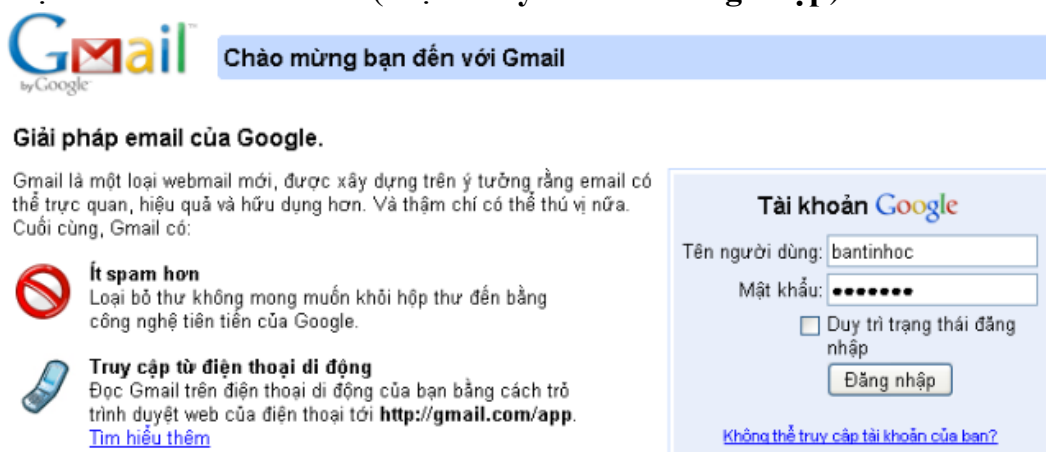 Gmail
by Google
Chào mừng bạn đến với Gmail
Giải pháp email của Google.
Gmail là một loại webmail mới, được xây dựng trên ý tưởng rằng email có
thể trực quan, hiệu quả và hữu dụng hơn. Và thậm chí có thể thú vị nữa.
Cuối cùng, Gmail có:
Ít spam hơn
Loại bỏ thư không mong muốn khỏi hộp thư đến bằng
công nghệ tiên tiến của Google.
Truy cập từ điện thoại di động
Đọc Gmail trên điện thoại di động của bạn bằng cách trỏ
trình duyệt web của điện thoại tới http://gmail.com/app.
Tìm hiểu thêm
Tài khoản Google
Tên người dùng: bantinhoc
Mật khẩu: •••••••
Duy trì trạng thái đăng
nhập
Đăng nhập
Không thể truy cập tài khoản của bạn?